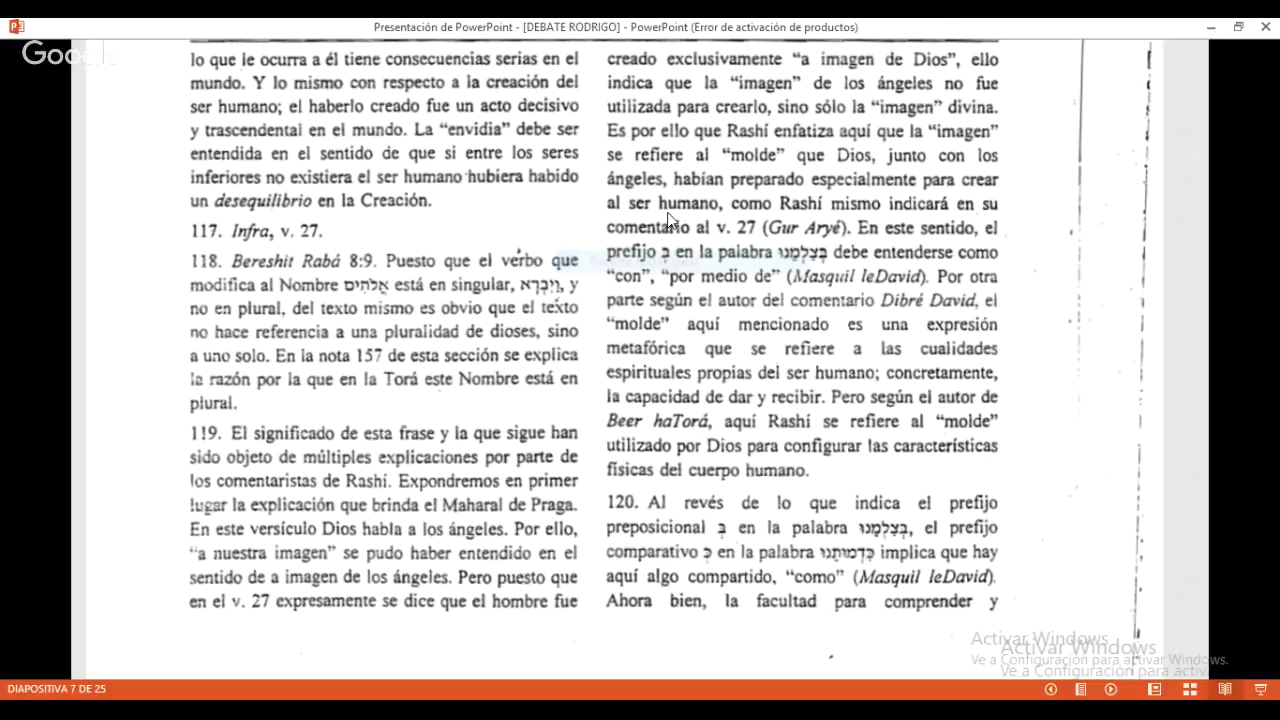 Presentación de PowerPoint - [DEBATE RODRIGO] - PowerPoint (Error de activación de productos)
Google
lo que le ocurra a él tiene consecuencias serias en el
mundo. Y lo mismo con respecto a la creación del
ser humano; el haberlo creado fue un acto decisivo
y trascendental en el mundo. La “envidia” debe ser
entendida en el sentido de que si entre los seres
inferiores no existiera el ser humano hubiera habido
un desequilibrio en la Creación.
117. Infra, v. 27.
118. Bereshit Rabá 8:9. Puesto que el verbo que
modifica al Nombre אֱלֹהִים está en singular, וַיִּבְרָא, y
no en plural, del texto mismo es obvio que el texto
no hace referencia a una pluralidad de dioses, sino
a uno solo. En la nota 157 de esta sección se explica
la razón por la que en la Torá este Nombre está en
plural.
119. El significado de esta frase y la que sigue han
sido objeto de múltiples explicaciones por parte de
los comentaristas de Rashí. Expondremos en primer
lugar la explicación que brinda el Maharal de Praga.
En este versículo Dios habla a los ángeles. Por ello,
“a nuestra imagen” se pudo haber entendido en el
sentido de a imagen de los ángeles. Pero puesto que
en el v. 27 expresamente se dice que el hombre fue
creado exclusivamente “a imagen de Dios”, ello
indica que la “imagen” de los ángeles no fue
utilizada para crearlo, sino sólo la “imagen” divina.
Es por ello que Rashí enfatiza aquí que la “imagen”
se refiere al “molde” que Dios, junto con los
ángeles, habían preparado especialmente para crear
al ser humano, como Rashí mismo indicará en su
comentario al v. 27 (Gur Aryé). En este sentido, el
prefijo בְּ en la palabra בְּצַלְמֵנוּ debe entenderse como
“con”, “por medio de” (Masquil leDavid). Por otra
parte según el autor del comentario Dibré David, el
“molde” aquí mencionado es una expresión
metafórica que se refiere a las cualidades
espirituales propias del ser humano; concretamente,
la capacidad de dar y recibir. Pero según el autor de
Beer haTorá, aquí Rashí se refiere al “molde”
utilizado por Dios para configurar las características
físicas del cuerpo humano.
120. Al revés de lo que indica el prefijo
preposicional בְּ en la palabra בְּצַלְמֵנוּ, el prefijo
comparativo כִּ en la palabra כִּדְמוּתֵנוּ implica que hay
aquí algo compartido, “como” (Masquil leDavid).
Ahora bien, la facultad para comprender y
Activar Windows
Activar Windows
Ve a Configuración para activar Windows.
Ve a Configuración para activ
DIAPOSITIVA 7 DE 25